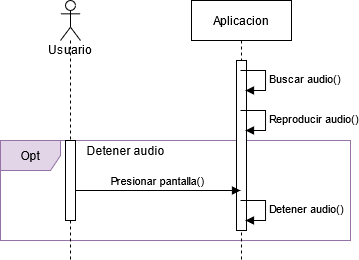 Usuario
Aplicacion
Buscar audio()
Reproducir audio()
Opt
Detener audio
Presionar pantalla()
Detener audio()